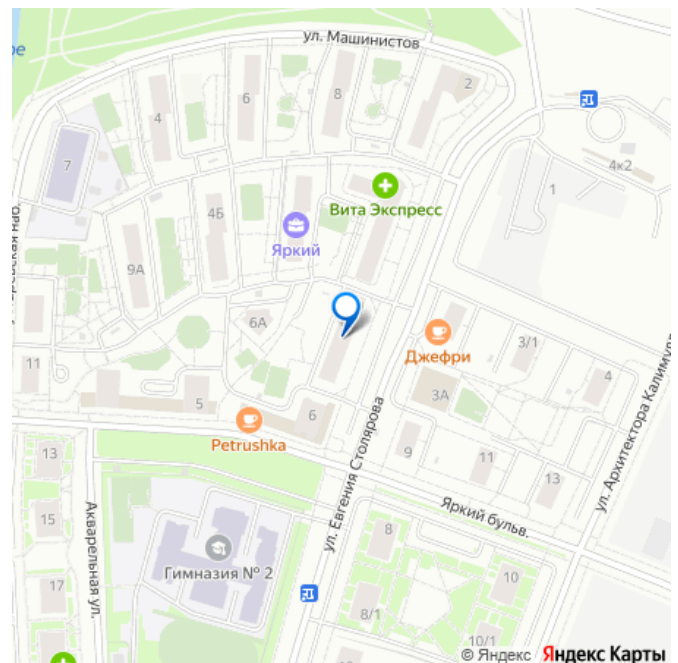 ул. Машинистов
ое
2
8
6
4
7
4к2
1
Вита Экспресс
4Б
Яркий
9А
6А
Джефри
3/1
4
11
3А
5
6
Petrushka
9
11
13
ул. Евгения Столярова
ул. Архитектора Калимулл
Яркий бульв.
13
15
Акварельная ул.
17
Гимназия № 2
8
10
8/1
10/1
© Яндекс Яндекс Карты